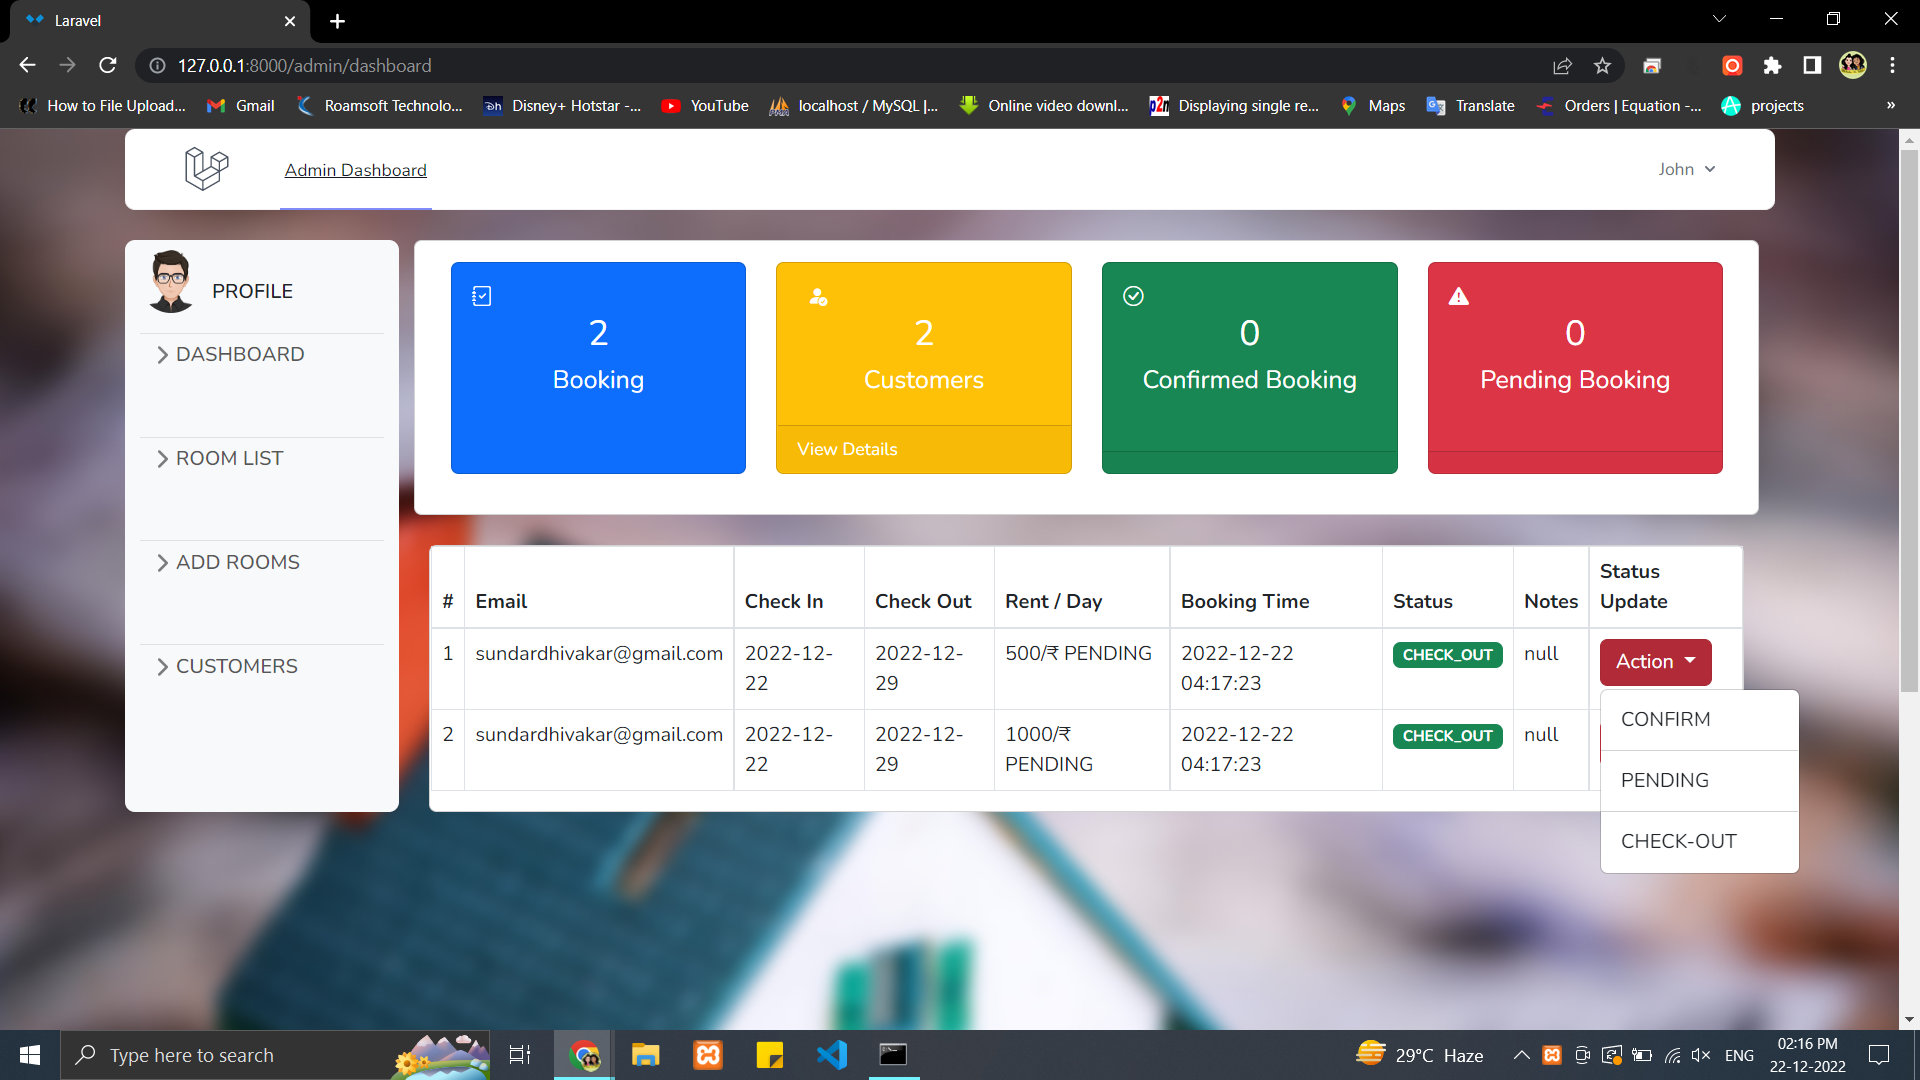 Laravel
127.0.0.1:8000/admin/dashboard
How to File Upload...
Gmail
Roamsoft Technolo...
Disney+ Hotstar -...
YouTube
localhost / MySQL |...
Online video downl...
Displaying single re...
Maps
Translate
Orders | Equation -...
projects
»
Admin Dashboard
John
PROFILE
DASHBOARD
ROOM LIST
ADD ROOMS
CUSTOMERS
2
Booking
2
Customers
View Details
0
Confirmed Booking
0
Pending Booking
# Email Check In Check Out Rent / Day Booking Time Status Notes Status Update
1 sundardhivakar@gmail.com 2022-12-22 2022-12-29 500/₹ PENDING 2022-12-22 04:17:23 CHECK_OUT null Action
2 sundardhivakar@gmail.com 2022-12-22 2022-12-29 1000/₹ PENDING 2022-12-22 04:17:23 CHECK_OUT null
CONFIRM
PENDING
CHECK-OUT
Type here to search
29°C Haze
ENG
02:16 PM
22-12-2022